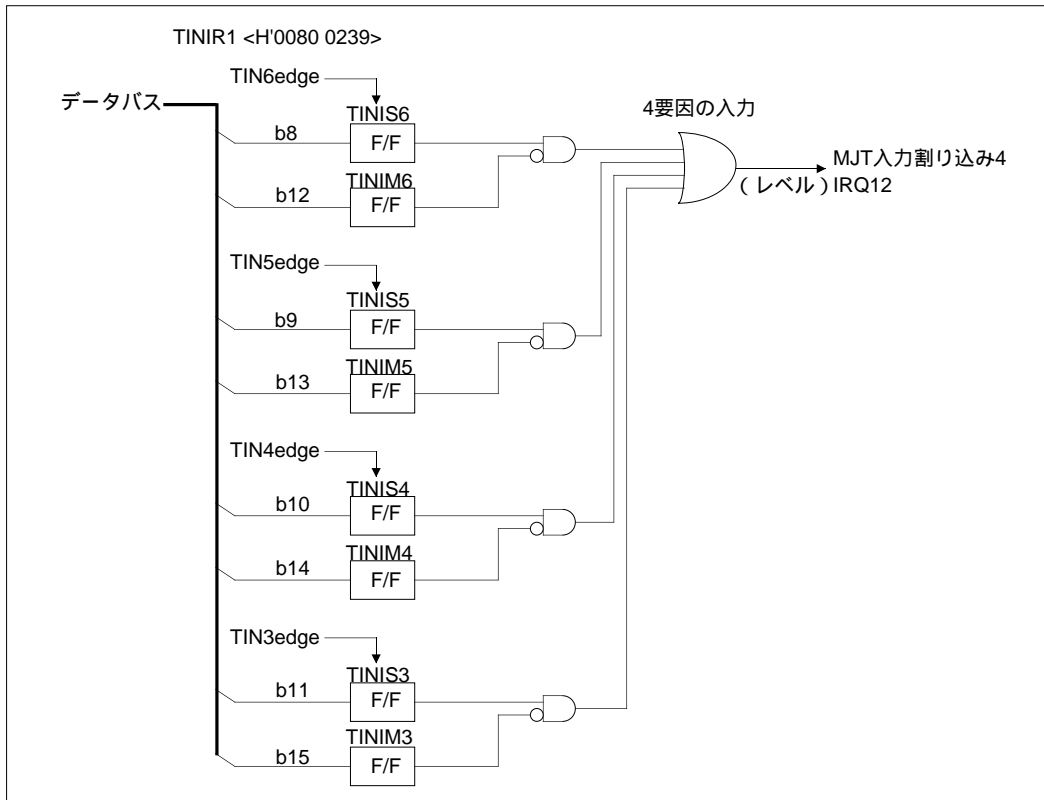 TINIR1 <H'0080 0239>
TIN6edge
データバス
TINIS6
4要因の入力
b8
F/F
MJT入力割り込み4
TINIM6
(レベル)IRQ12
b12
F/F
TIN5edge
TINIS5
b9
F/F
TINIM5
b13
F/F
TIN4edge
TINIS4
b10
F/F
TINIM4
b14
F/F
TIN3edge
TINIS3
b11
F/F
TINIM3
b15
F/F